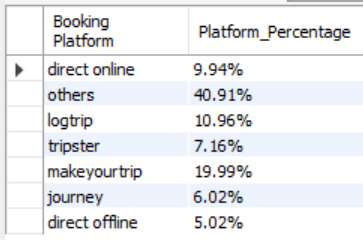 Booking Platform Platform_Percentage
direct online 9.94%
others 40.91%
logtrip 10.96%
tripster 7.16%
makeyourtrip 19.99%
journey 6.02%
direct offline 5.02%